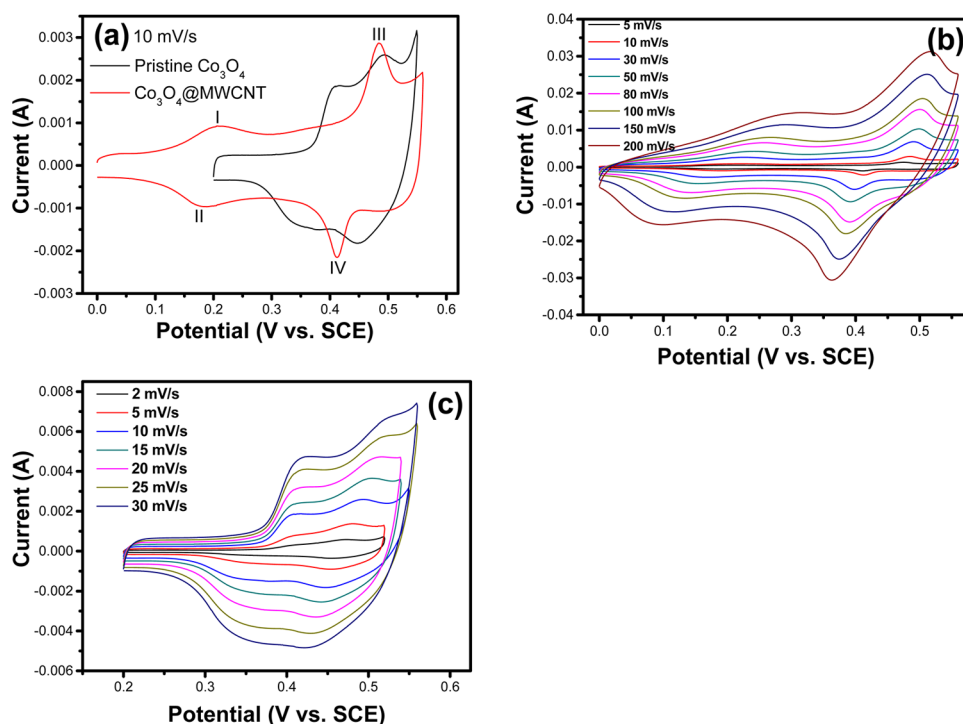 (a)
10 mV/s
Pristine Co₃O₄
Co₃O₄@MWCNT
I
II
III
IV
0.003
0.002
0.001
0.000
-0.001
-0.002
-0.003
Current (A)
0.0 0.1 0.2 0.3 0.4 0.5 0.6
Potential (V vs. SCE)
(b)
5 mV/s
10 mV/s
30 mV/s
50 mV/s
80 mV/s
100 mV/s
150 mV/s
200 mV/s
0.04
0.03
0.02
0.01
0.00
-0.01
-0.02
-0.03
-0.04
Current (A)
0.0 0.1 0.2 0.3 0.4 0.5
Potential (V vs. SCE)
(c)
2 mV/s
5 mV/s
10 mV/s
15 mV/s
20 mV/s
25 mV/s
30 mV/s
0.008
0.006
0.004
0.002
0.000
-0.002
-0.004
-0.006
Current (A)
0.2 0.3 0.4 0.5 0.6
Potential (V vs. SCE)